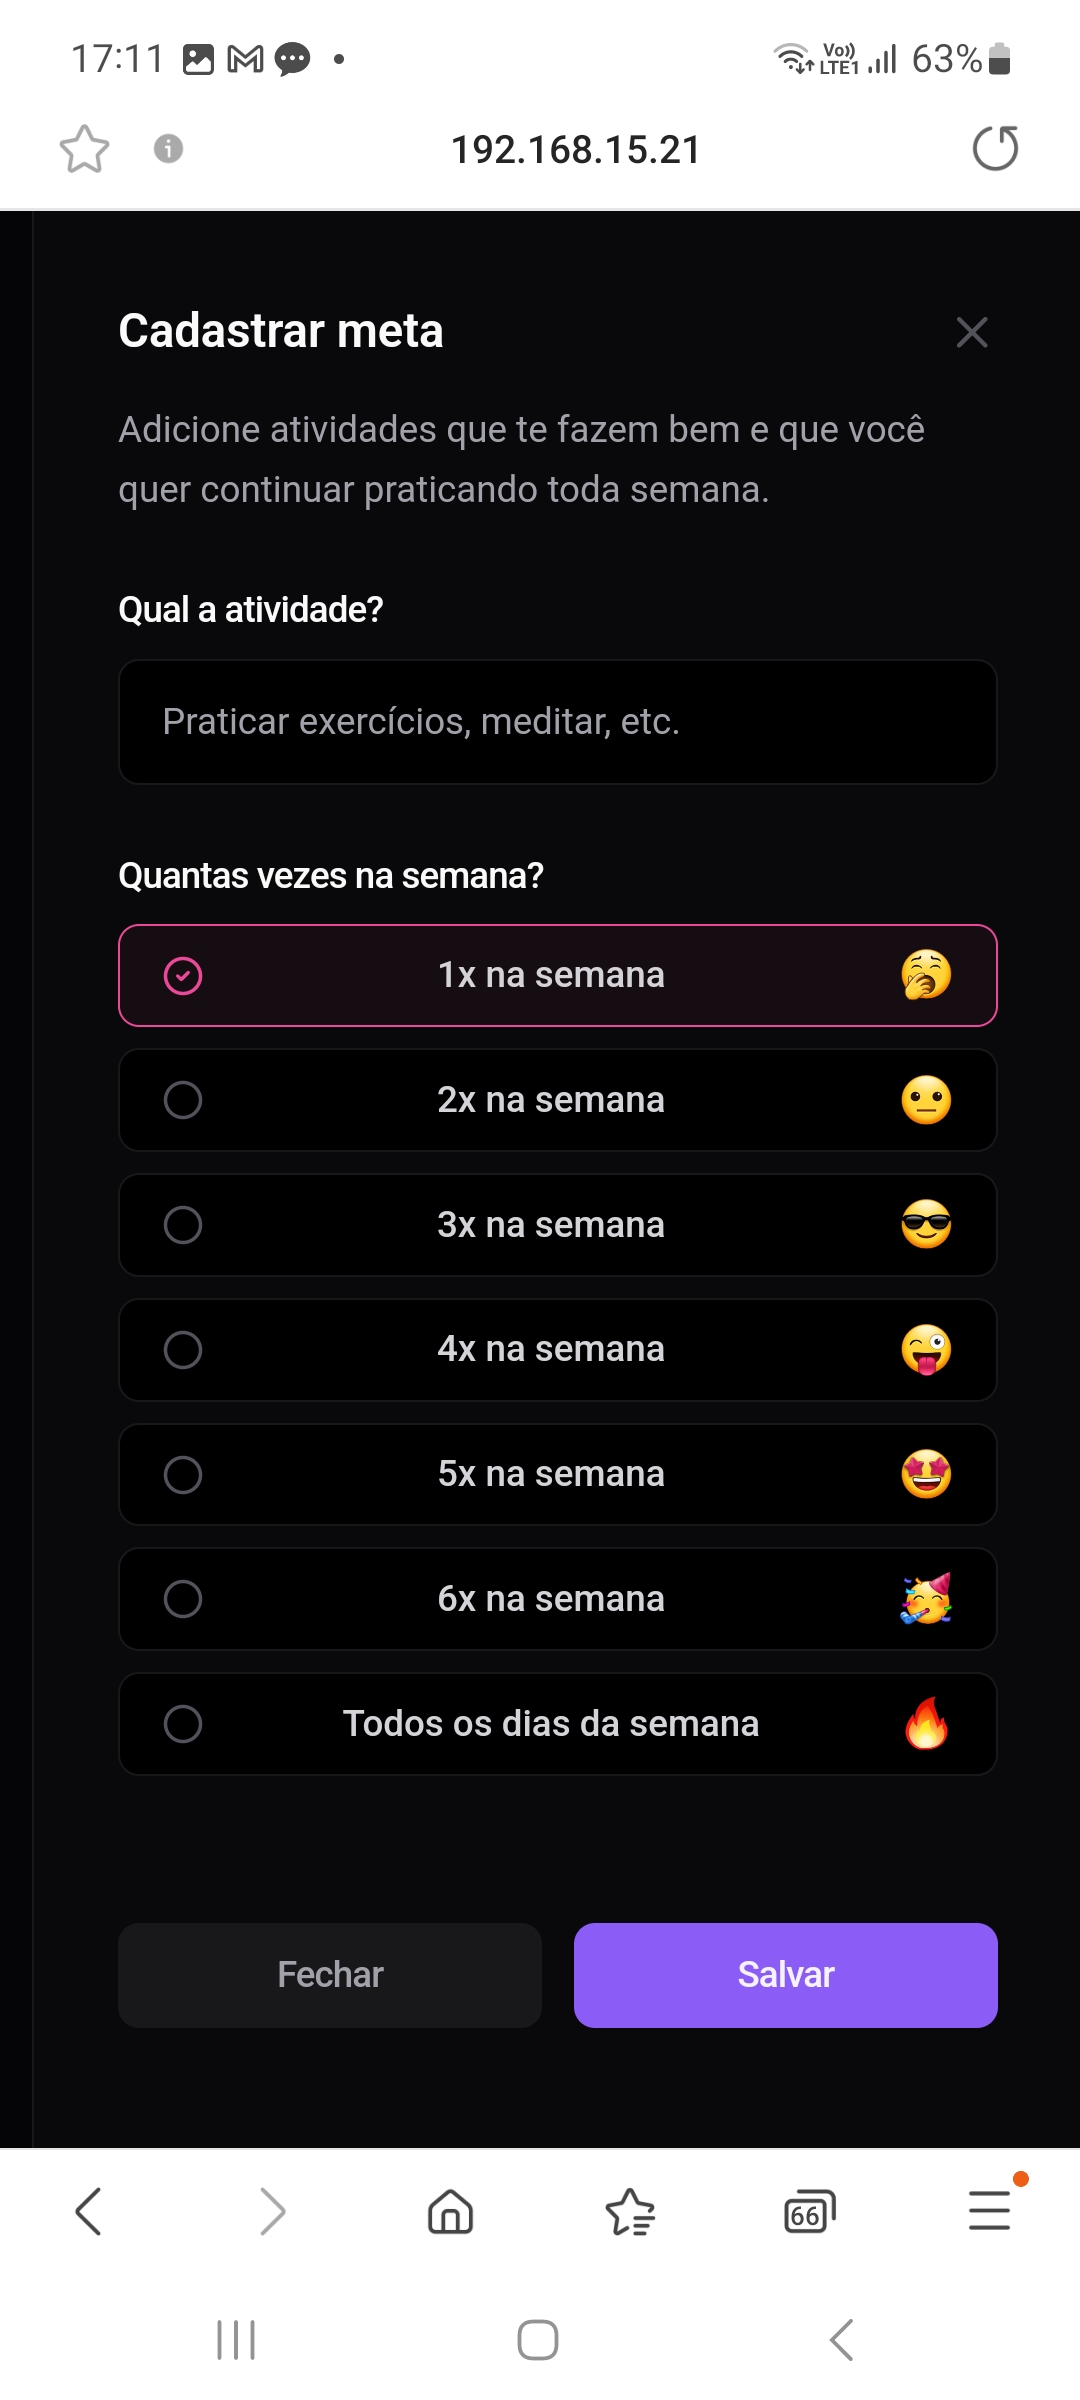 17:11
Vo)) LTE1 63%
192.168.15.21
Cadastrar meta
Adicione atividades que te fazem bem e que você
quer continuar praticando toda semana.
Qual a atividade?
Praticar exercícios, meditar, etc.
Quantas vezes na semana?
1x na semana
2x na semana
3x na semana
4x na semana
5x na semana
6x na semana
Todos os dias da semana
Fechar
Salvar
66